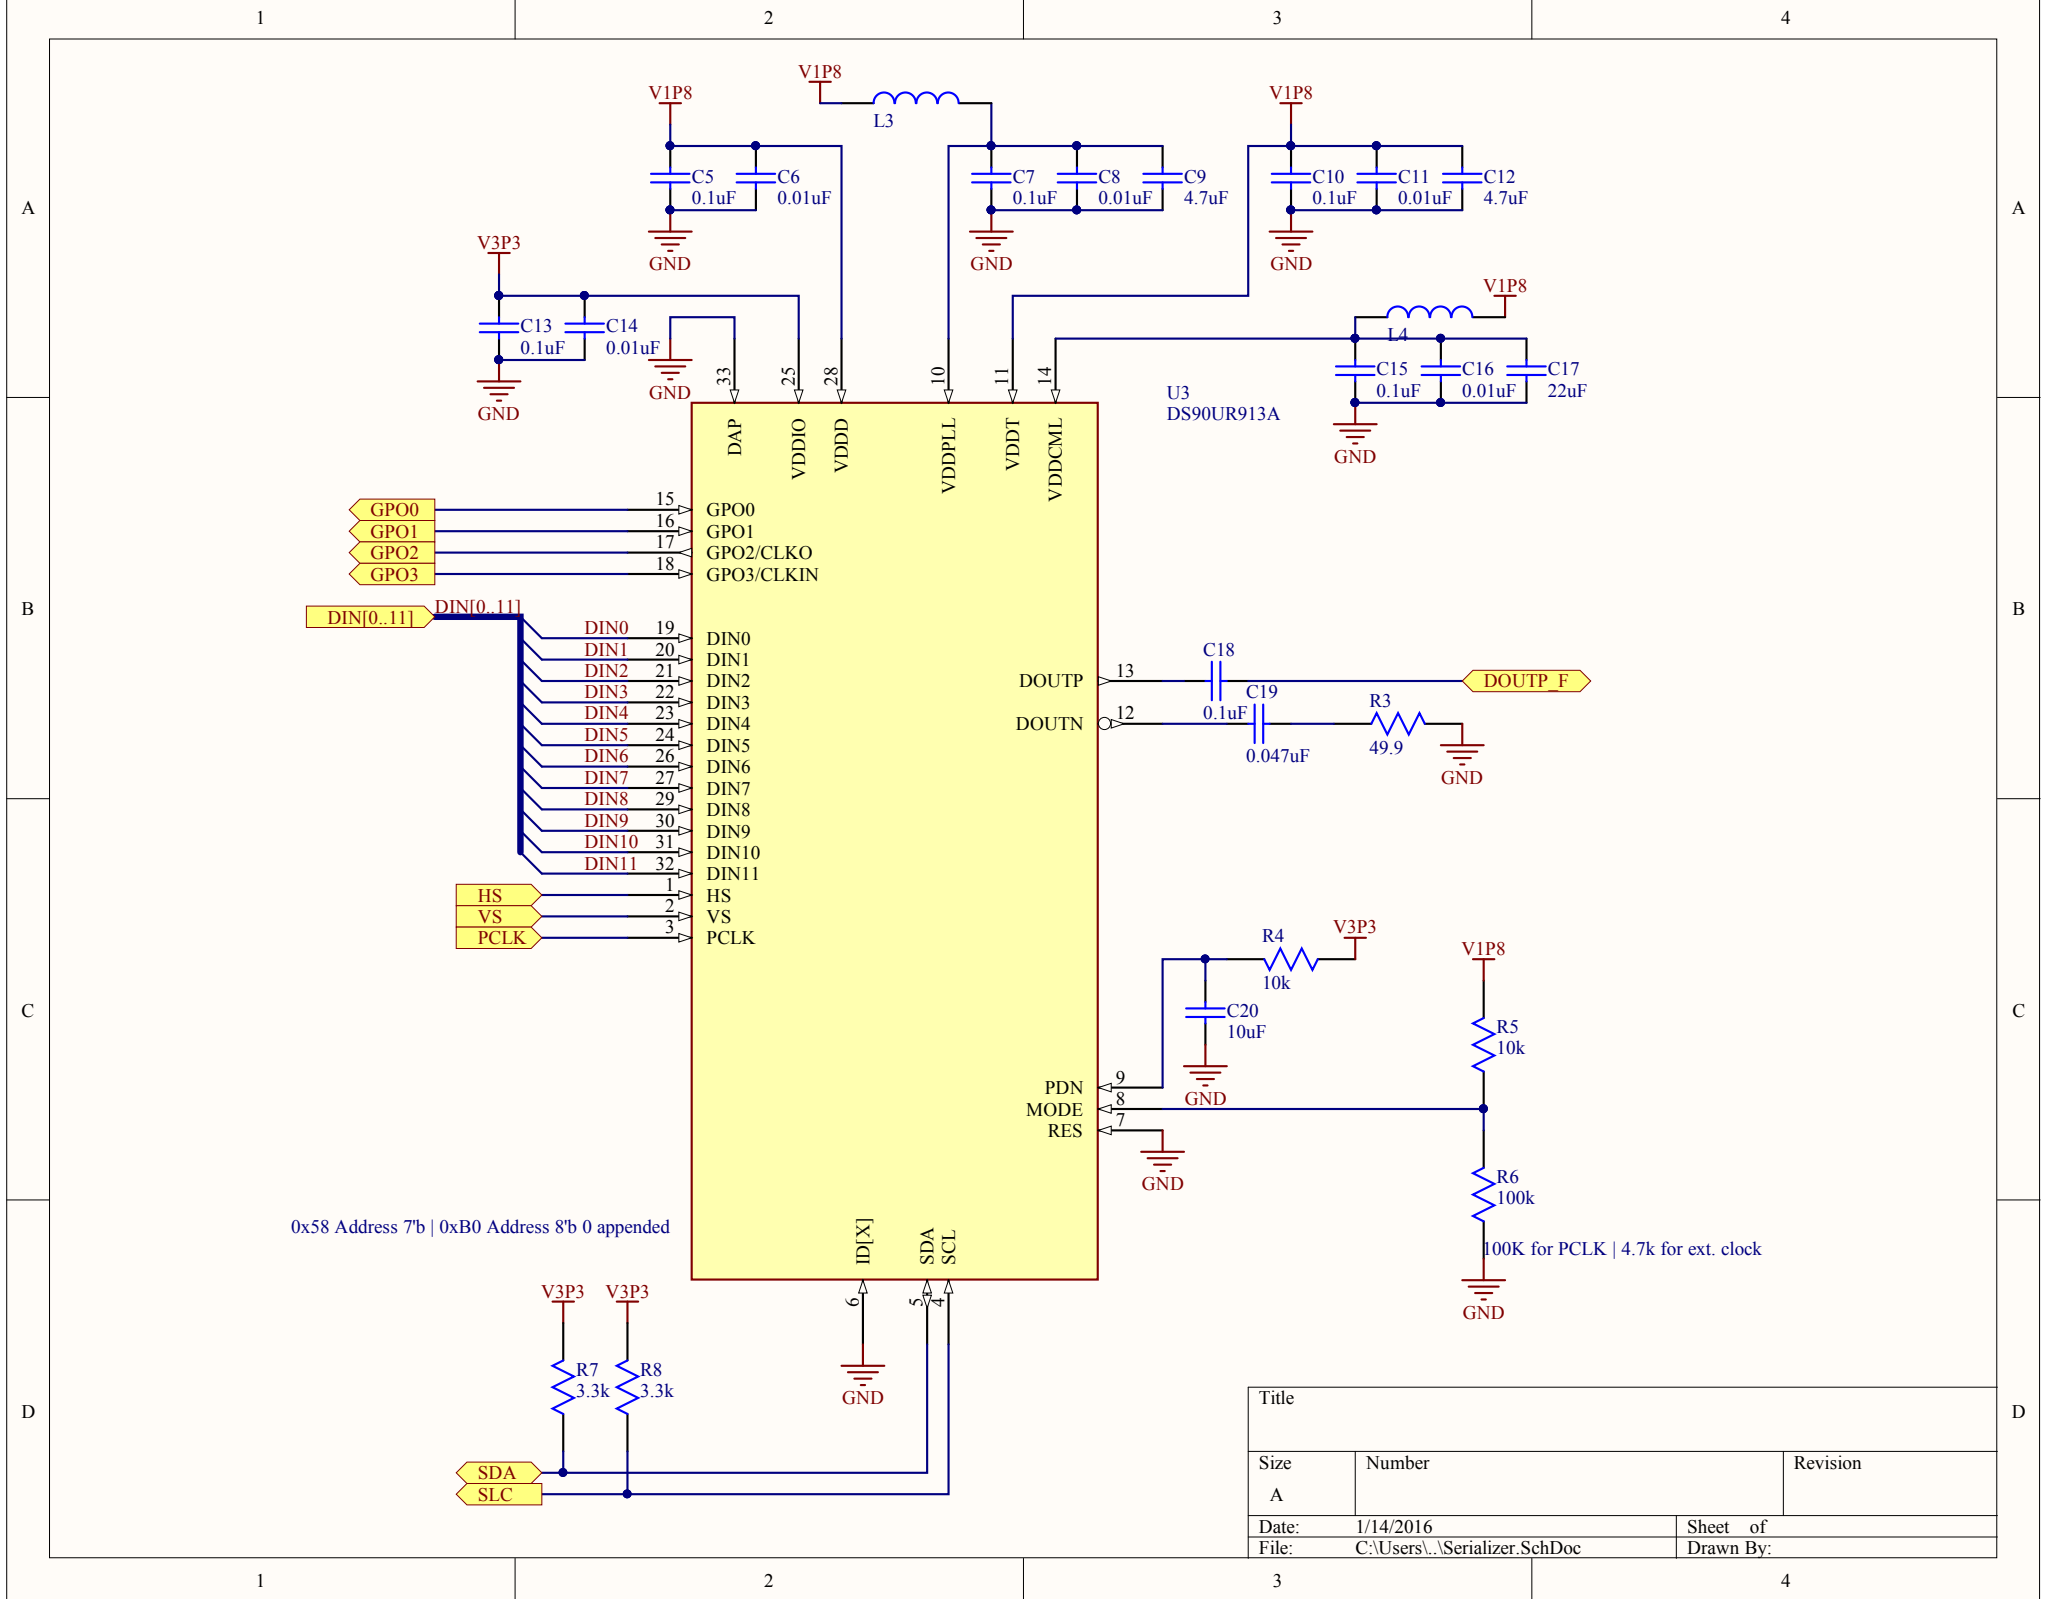 1 2 3 4
V1P8
V1P8
L3
V1P8
C5
0.1uF
C6
0.01uF
C7
0.1uF
C8
0.01uF
C9
4.7uF
C10
0.1uF
C11
0.01uF
C12
4.7uF
A
A
GND
GND
GND
V3P3
C13
0.1uF
C14
0.01uF
GND
GND
V1P8
L4
C15
0.1uF
C16
0.01uF
C17
22uF
GND
33
25
28
10
11
14
U3
DS90UR913A
DAP
VDDIO
VDDD
VDDPLL
VDDT
VDDCML
GPO0 15 GPO0
GPO1 16 GPO1
GPO2 17 GPO2/CLKO
GPO3 18 GPO3/CLKIN
B
B
DIN[0..11] DIN[0..11]
DIN0 19 DIN0
DIN1 20 DIN1
DIN2 21 DIN2
DIN3 22 DIN3
DIN4 23 DIN4
DIN5 24 DIN5
DIN6 26 DIN6
DIN7 27 DIN7
DIN8 29 DIN8
DIN9 30 DIN9
DIN10 31 DIN10
DIN11 32 DIN11
HS 1 HS
VS 2 VS
PCLK 3 PCLK
DOUTP 13
C18
0.1uF
DOUTP_F
DOUTN 12
C19
0.047uF
R3
49.9
GND
C
C
V3P3
R4
10k
C20
10uF
GND
V1P8
R5
10k
PDN 9
MODE 8
RES 7
GND
R6
100k
100K for PCLK | 4.7k for ext. clock
GND
0x58 Address 7'b | 0xB0 Address 8'b 0 appended
ID[X]
SDA
SCL
6
5
4
GND
V3P3
V3P3
R7
3.3k
R8
3.3k
SDA
SLC
D
D
Title
Size
A
Number
Revision
Date: 1/14/2016 Sheet of
File: C:\Users\..\Serializer.SchDoc Drawn By:
1 2 3 4